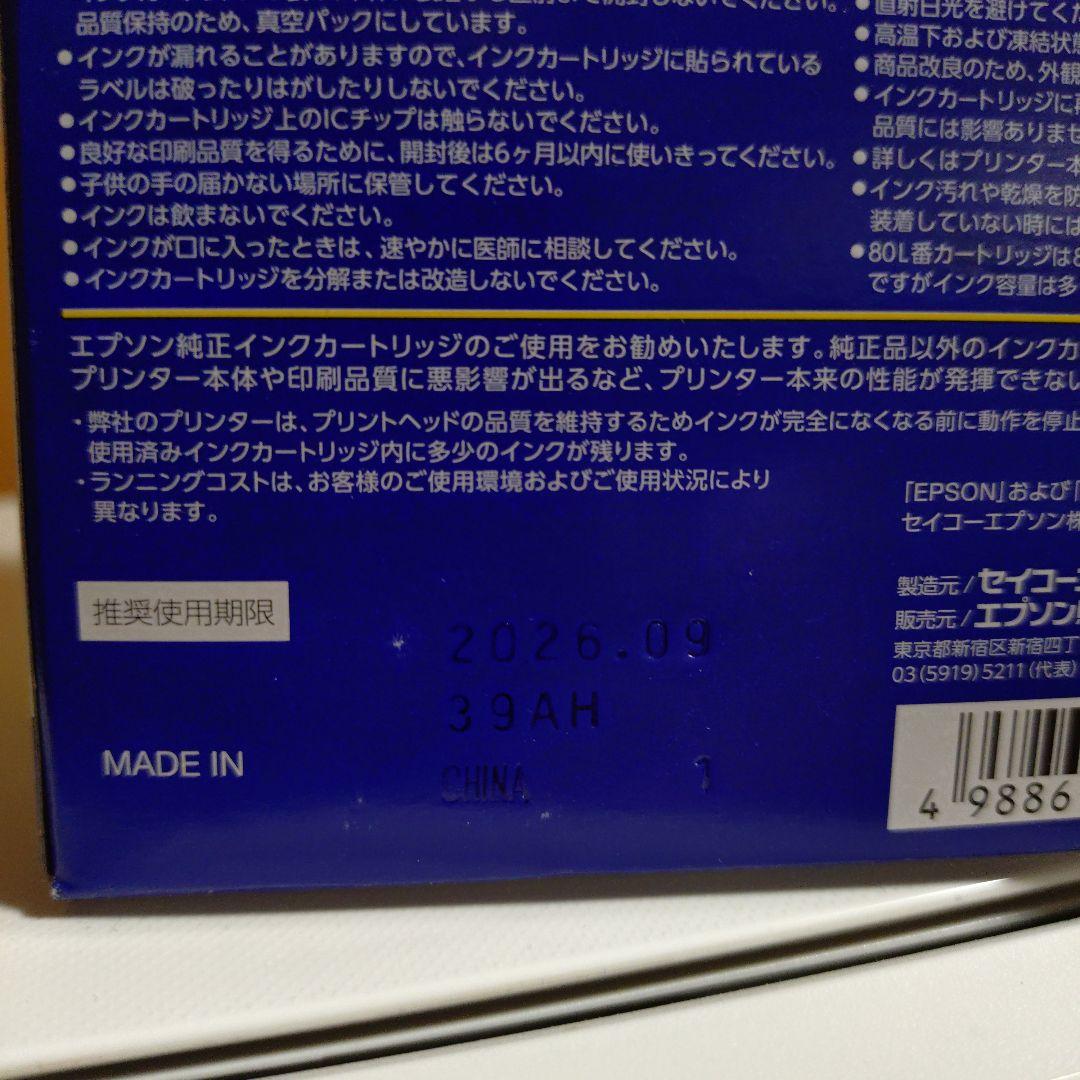 品質保持のため、真空パックにしています。
●インクが漏れることがありますので、インクカートリッジに貼られている
ラベルは破ったりはがしたりしないでください。
●インクカートリッジ上のICチップは触らないでください。
●良好な印刷品質を得るために、開封後は6ヶ月以内に使いきってください。
●子供の手の届かない場所に保管してください。
●インクは飲まないでください。
●インクが口に入ったときは、速やかに医師に相談してください。
●インクカートリッジを分解または改造しないでください。
●直射日光を避けてくだ
●高温下および凍結状態
●商品改良のため、外観
●インクカートリッジに再
品質には影響ありませ
●詳しくはプリンター本
●インク汚れや乾燥を防
装着していない時には
●80L番カートリッジは8
ですがインク容量は多
エプソン純正インクカートリッジのご使用をお勧めいたします。純正品以外のインクカ
プリンター本体や印刷品質に悪影響が出るなど、プリンター本来の性能が発揮できない
・弊社のプリンターは、プリントヘッドの品質を維持するためインクが完全になくなる前に動作を停止
使用済みインクカートリッジ内に多少のインクが残ります。
・ランニングコストは、お客様のご使用環境およびご使用状況により
異なります。
「EPSON」および「
セイコーエプソン株
製造元/セイコーエ
販売元/エプソン販
東京都新宿区新宿四丁
03(5919)5211(代表)
推奨使用期限
2026.09
39AH
MADE IN
CHINA 1
4 9886